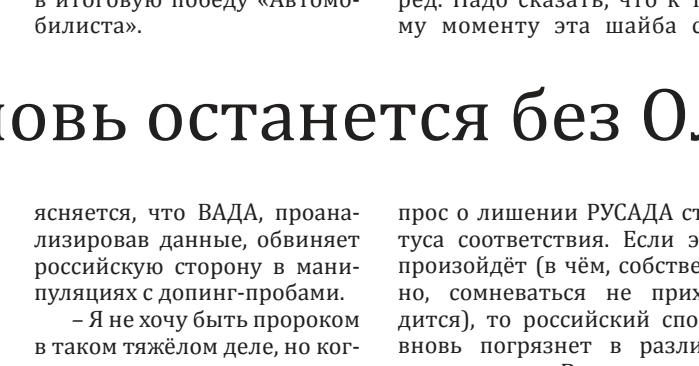 в итоговую победу «Автомо-
билиста».
ред. Надо сказать, что к
му моменту эта шайба
останется без
ясняется, что ВАДА, проана-
лизировав данные, обвиняет
российскую сторону в мани-
пуляциях с допинг-пробами.
– Я не хочу быть пророком
в таком тяжёлом деле, но ког-
прос о лишении РУСАДА ст
туса соответствия. Если э
произойдёт (в чём, собстве
но, сомневаться не прих
дится), то российский спо
вновь погрязнет в разли